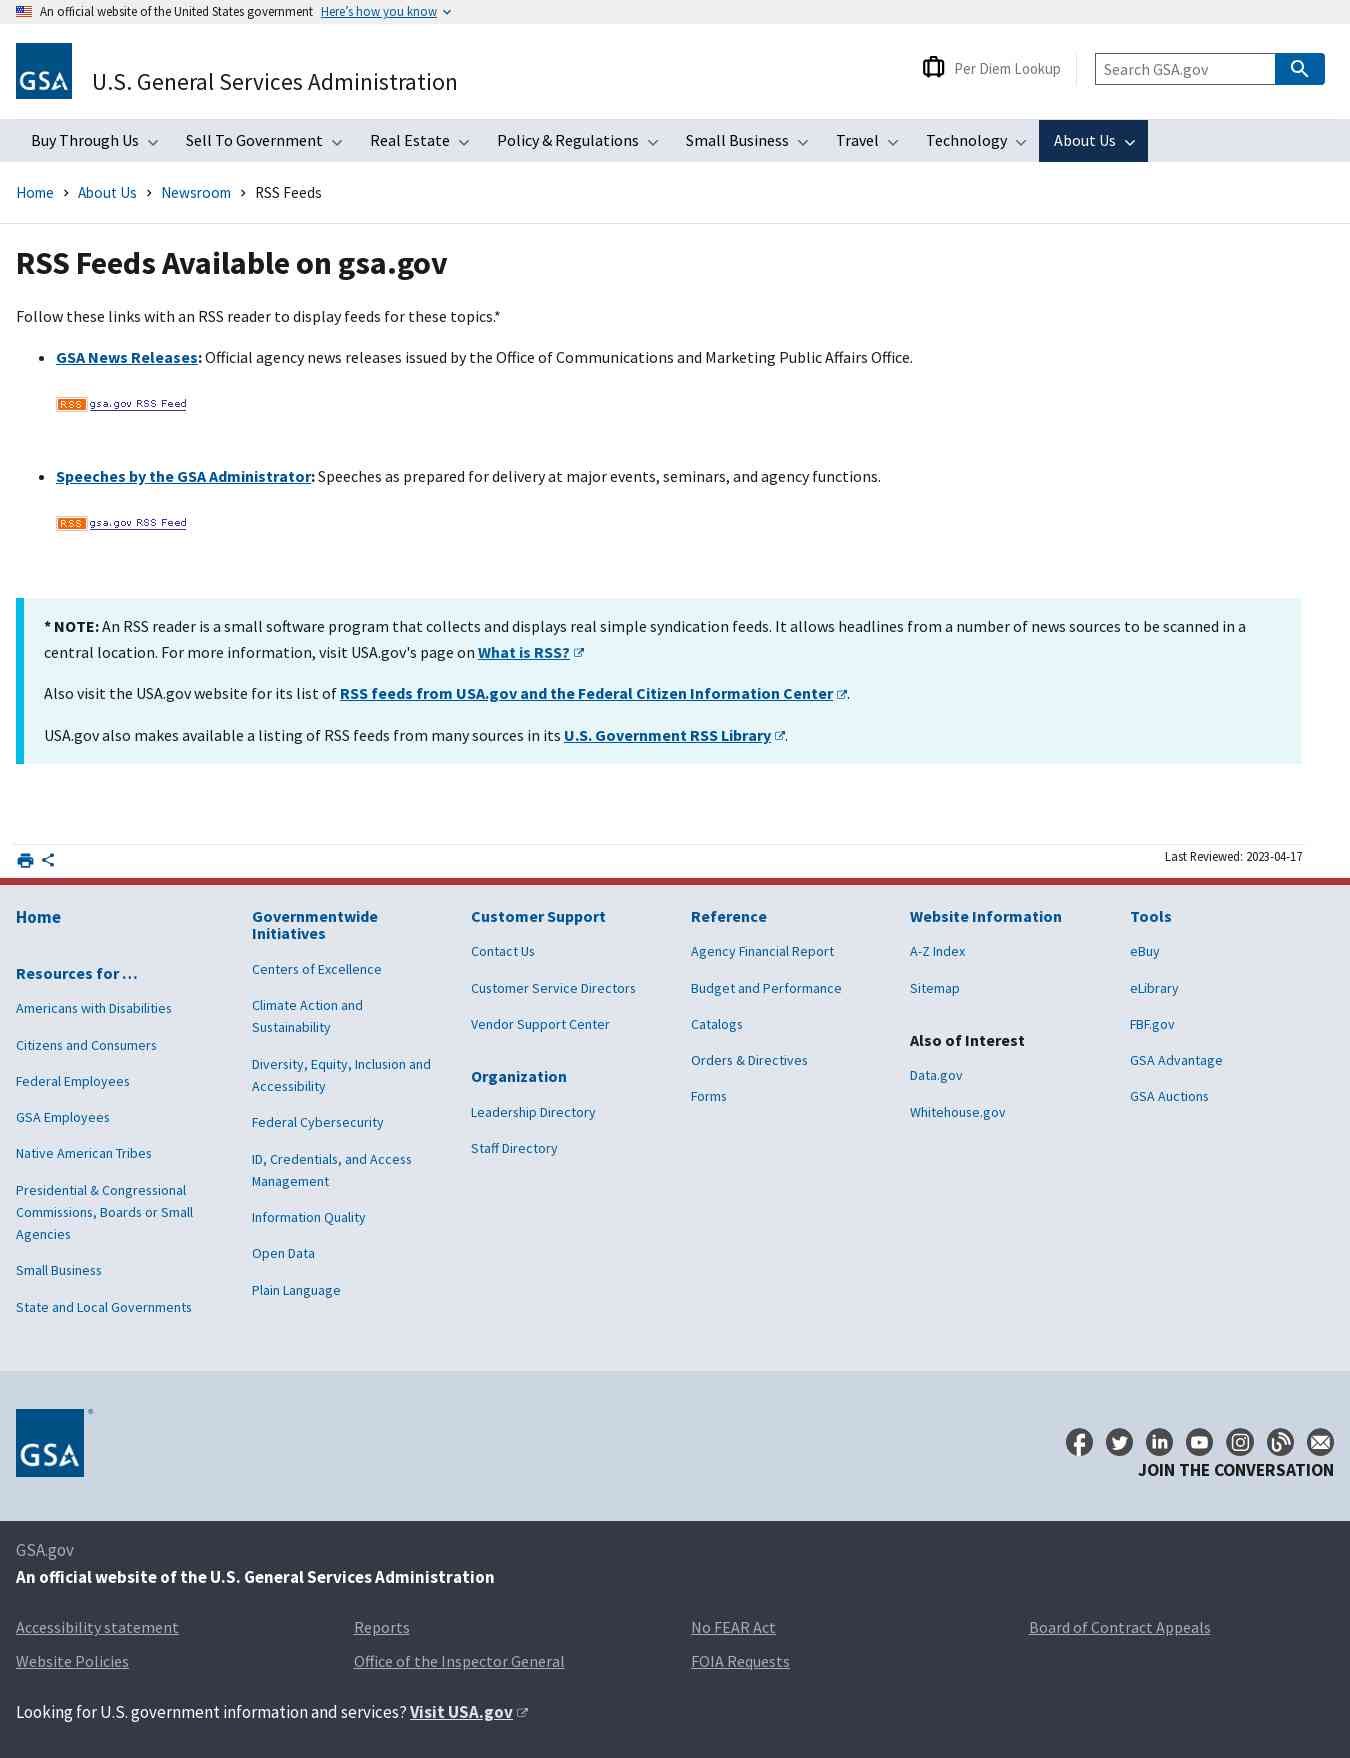 An official website of the United States government Here's how you know
GSA
U.S. General Services Administration
Per Diem Lookup
Search GSA.gov
Buy Through Us
Sell To Government
Real Estate
Policy & Regulations
Small Business
Travel
Technology
About Us
Home > About Us > Newsroom > RSS Feeds
RSS Feeds Available on gsa.gov
Follow these links with an RSS reader to display feeds for these topics.*
• GSA News Releases: Official agency news releases issued by the Office of Communications and Marketing Public Affairs Office.
RSS gsa.gov RSS Feed
• Speeches by the GSA Administrator: Speeches as prepared for delivery at major events, seminars, and agency functions.
RSS gsa.gov RSS Feed
* NOTE: An RSS reader is a small software program that collects and displays real simple syndication feeds. It allows headlines from a number of news sources to be scanned in a
central location. For more information, visit USA.gov's page on What is RSS?
Also visit the USA.gov website for its list of RSS feeds from USA.gov and the Federal Citizen Information Center.
USA.gov also makes available a listing of RSS feeds from many sources in its U.S. Government RSS Library.
Last Reviewed: 2023-04-17
Home
Resources for …
Americans with Disabilities
Citizens and Consumers
Federal Employees
GSA Employees
Native American Tribes
Presidential & Congressional
Commissions, Boards or Small
Agencies
Small Business
State and Local Governments
Governmentwide
Initiatives
Centers of Excellence
Climate Action and
Sustainability
Diversity, Equity, Inclusion and
Accessibility
Federal Cybersecurity
ID, Credentials, and Access
Management
Information Quality
Open Data
Plain Language
Customer Support
Contact Us
Customer Service Directors
Vendor Support Center
Organization
Leadership Directory
Staff Directory
Reference
Agency Financial Report
Budget and Performance
Catalogs
Orders & Directives
Forms
Website Information
A-Z Index
Sitemap
Also of Interest
Data.gov
Whitehouse.gov
Tools
eBuy
eLibrary
FBF.gov
GSA Advantage
GSA Auctions
GSA®
JOIN THE CONVERSATION
GSA.gov
An official website of the U.S. General Services Administration
Accessibility statement
Reports
No FEAR Act
Board of Contract Appeals
Website Policies
Office of the Inspector General
FOIA Requests
Looking for U.S. government information and services? Visit USA.gov